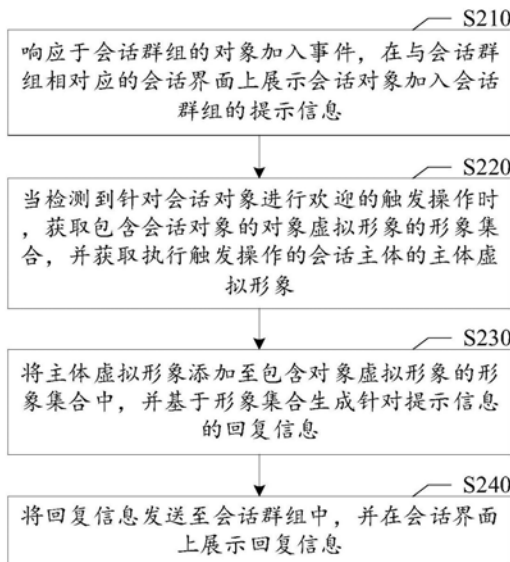 S210
响应于会话群组的对象加入事件，在与会话群
组相对应的会话界面上展示会话对象加入会话
群组的提示信息
S220
当检测到针对会话对象进行欢迎的触发操作时
，获取包含会话对象的对象虚拟形象的形象集
合，并获取执行触发操作的会话主体的主体虚
拟形象
S230
将主体虚拟形象添加至包含对象虚拟形象的形
象集合中，并基于形象集合生成针对提示信息
的回复信息
S240
将回复信息发送至会话群组中，并在会话界面
上展示回复信息